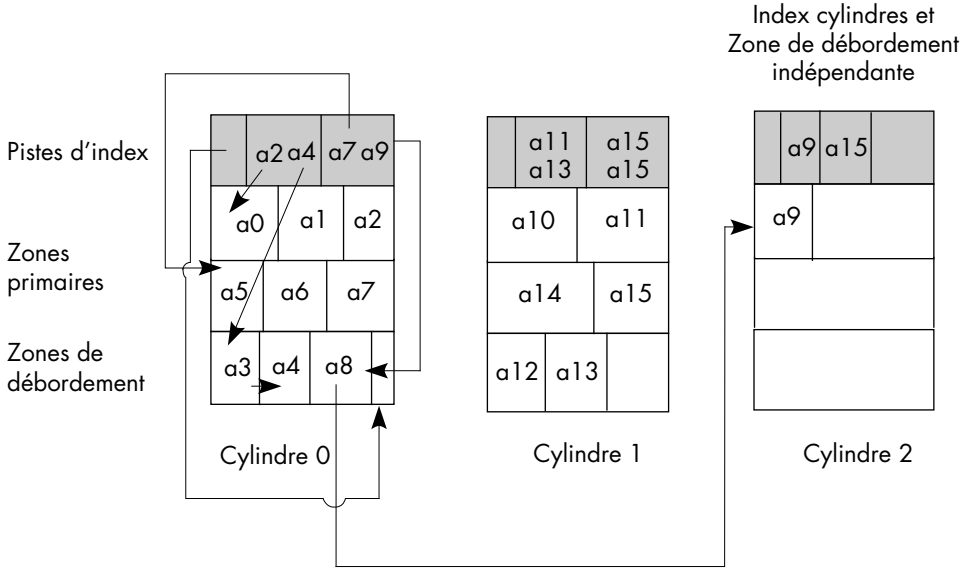 Index cylindres et
Zone de débordement
indépendante
Pistes d'index
a2 a4 a7 a9
a0 a1 a2
Zones
primaires
a5 a6 a7
Zones de
débordement
a3 a4 a8
Cylindre 0
a11 a15
a13 a15
a10 a11
a14 a15
a12 a13
Cylindre 1
a9 a15
a9
Cylindre 2